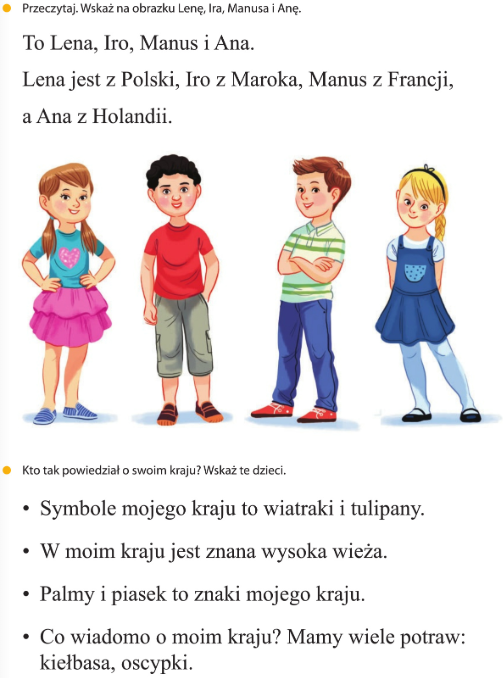 Przeczytaj. Wskaż na obrazku Lenę, Ira, Manusa i Anę.
To Lena, Iro, Manus i Ana.
Lena jest z Polski, Iro z Maroka, Manus z Francji,
a Ana z Holandii.
Kto tak powiedział o swoim kraju? Wskaż te dzieci.
• Symbole mojego kraju to wiatraki i tulipany.
• W moim kraju jest znana wysoka wieża.
• Palmy i piasek to znaki mojego kraju.
• Co wiadomo o moim kraju? Mamy wiele potraw:
kiełbasa, oscypki.